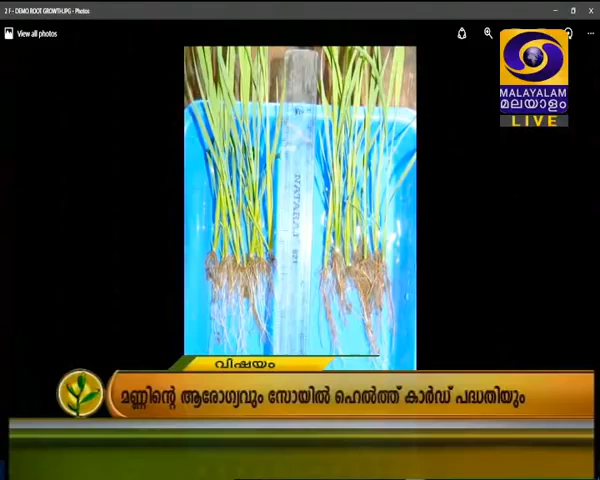 2 F - DEMO ROOT GROWTH.JPG - Photos
View all photos
MALAYALAM
മലയാളം
LIVE
NATARAJ 621
വിഷയം
മണ്ണിന്റെ ആരോഗ്യവും സോയിൽ ഹെൽത്ത് കാർഡ് പദ്ധതിയും